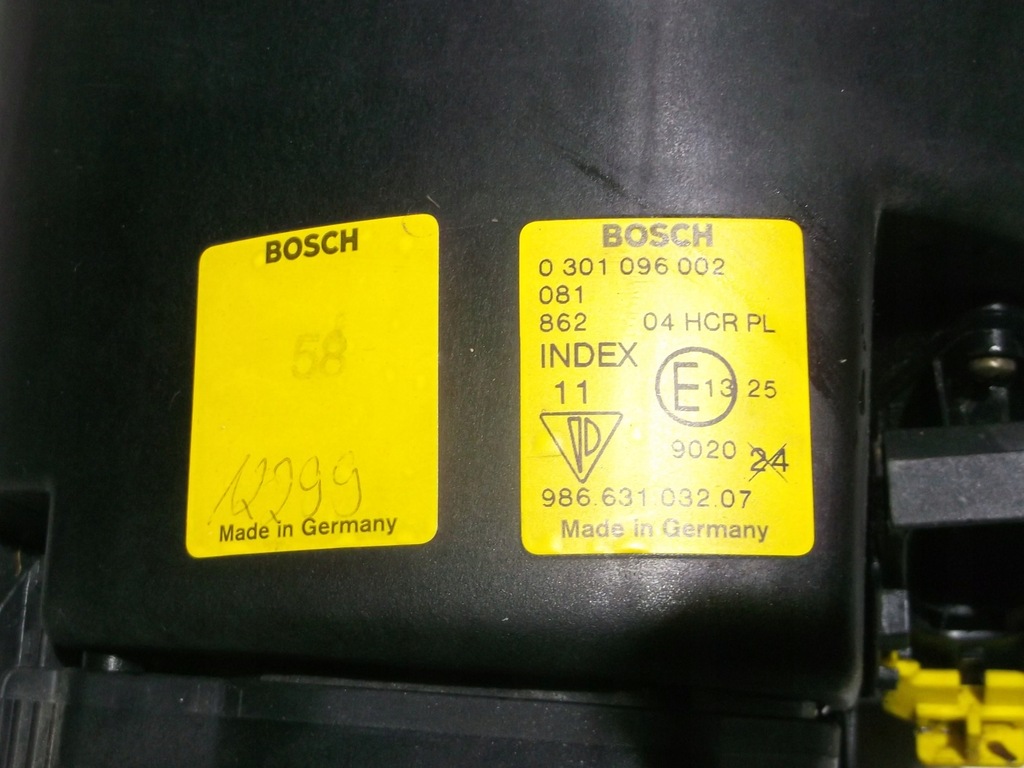 BOSCH
58
12299
Made in Germany
BOSCH
0 301 096 002
081
862 04 HCR PL
INDEX
11 E 13 25
9020 24
986.631.032.07
Made in Germany